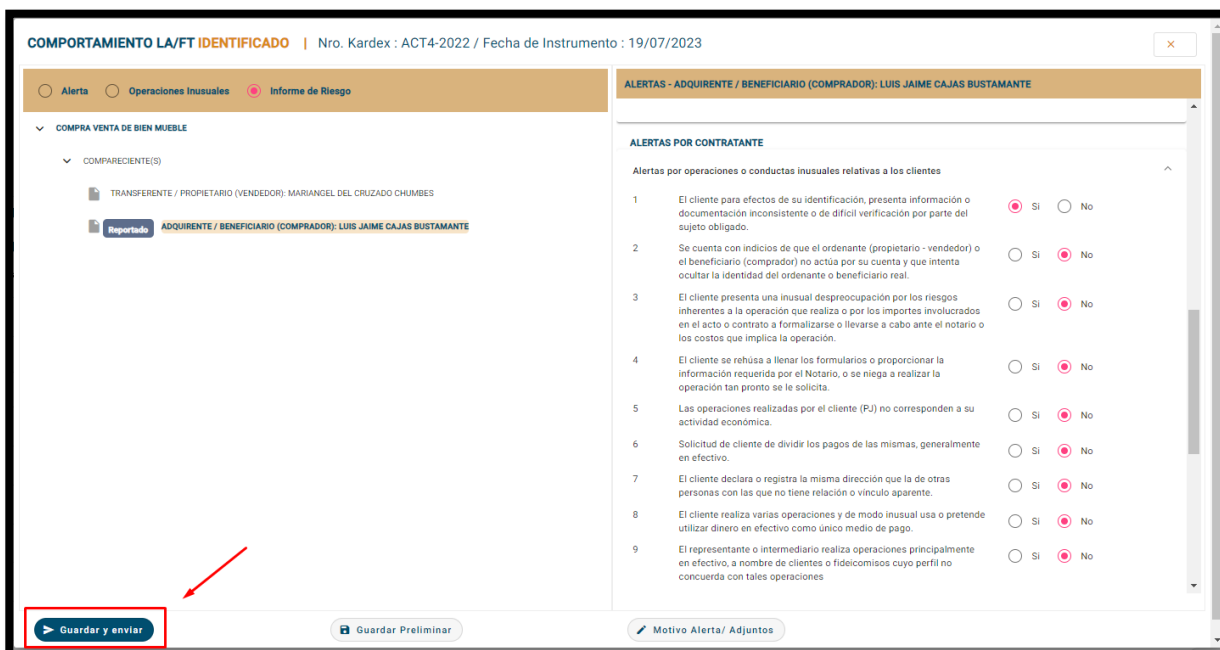 COMPORTAMIENTO LA/FT IDENTIFICADO | Nro. Kardex : ACT4-2022 / Fecha de Instrumento : 19/07/2023
×
Alerta Operaciones Inusuales Informe de Riesgo
COMPRA VENTA DE BIEN MUEBLE
COMPARECIENTE(S)
TRANSFERENTE / PROPIETARIO (VENDEDOR): MARIANGEL DEL CRUZADO CHUMBES
Reportado ADQUIRENTE / BENEFICIARIO (COMPRADOR): LUIS JAIME CAJAS BUSTAMANTE
ALERTAS - ADQUIRENTE / BENEFICIARIO (COMPRADOR): LUIS JAIME CAJAS BUSTAMANTE
ALERTAS POR CONTRATANTE
Alertas por operaciones o conductas inusuales relativas a los clientes
1 El cliente para efectos de su identificación, presenta información o
documentación inconsistente o de dificil verificación por parte del
sujeto obligado.
Si No
2 Se cuenta con indicios de que el ordenante (propietario - vendedor) o
el beneficiario (comprador) no actúa por su cuenta y que intenta
ocultar la identidad del ordenante o beneficiario real.
Si No
3 El cliente presenta una inusual despreocupación por los riesgos
inherentes a la operación que realiza o por los importes involucrados
en el acto o contrato a formalizarse o llevarse a cabo ante el notario o
los costos que implica la operación.
Si No
4 El cliente se rehúsa a llenar los formularios o proporcionar la
información requerida por el Notario, o se niega a realizar la
operación tan pronto se le solicita.
Si No
5 Las operaciones realizadas por el cliente (PJ) no corresponden a su
actividad económica.
Si No
6 Solicitud de cliente de dividir los pagos de las mismas, generalmente
en efectivo.
Si No
7 El cliente declara o registra la misma dirección que la de otras
personas con las que no tiene relación o vínculo aparente.
Si No
8 El cliente realiza varias operaciones y de modo inusual usa o pretende
utilizar dinero en efectivo como único medio de pago.
Si No
9 El representante o intermediario realiza operaciones principalmente
en efectivo, a nombre de clientes o fideicomisos cuyo perfil no
concuerda con tales operaciones
Si No
Guardar y enviar
Guardar Preliminar
Motivo Alerta/ Adjuntos